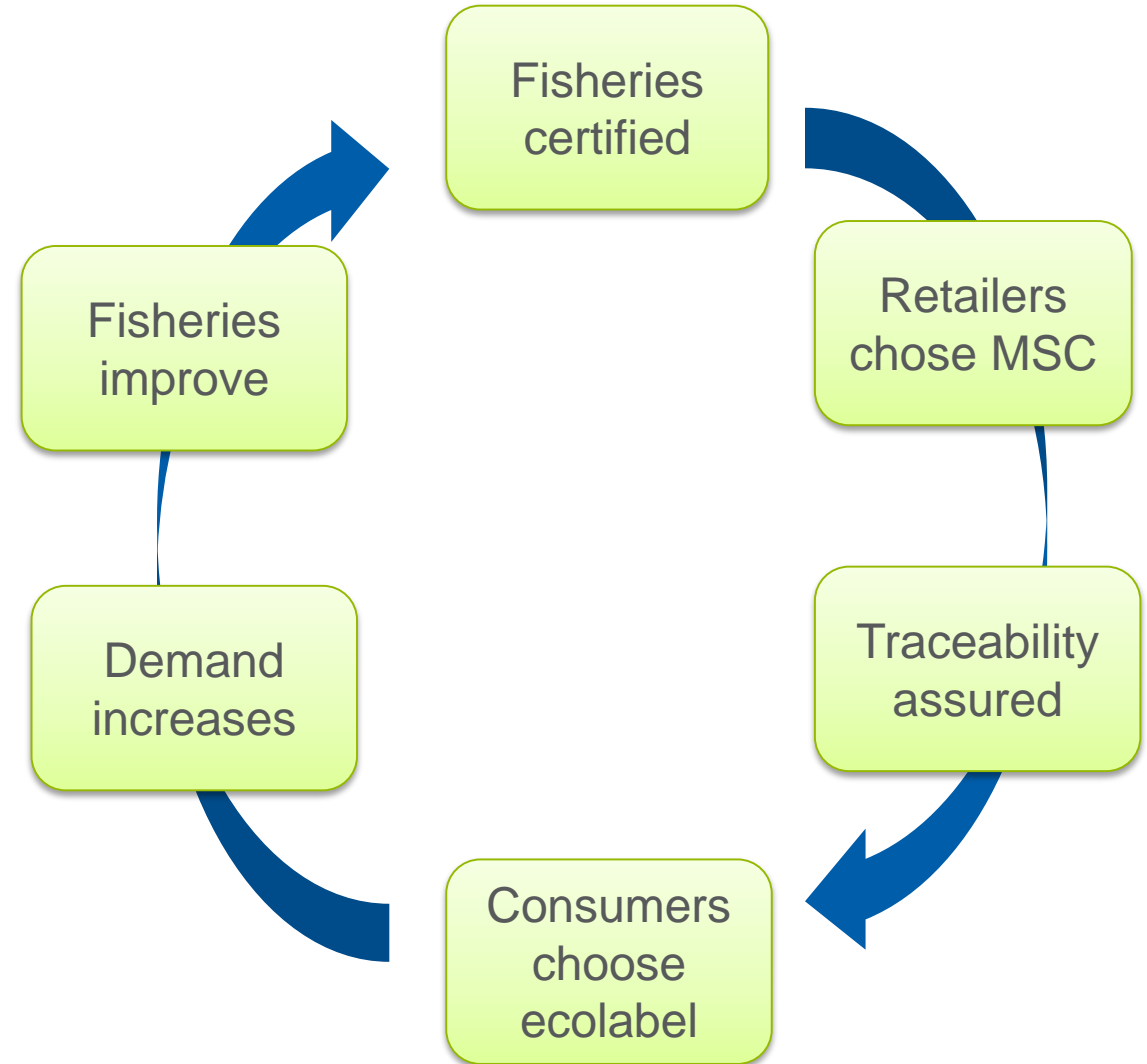 Fisheries
certified
Retailers
chose MSC
Traceability
assured
Consumers
choose
ecolabel
Demand
increases
Fisheries
improve